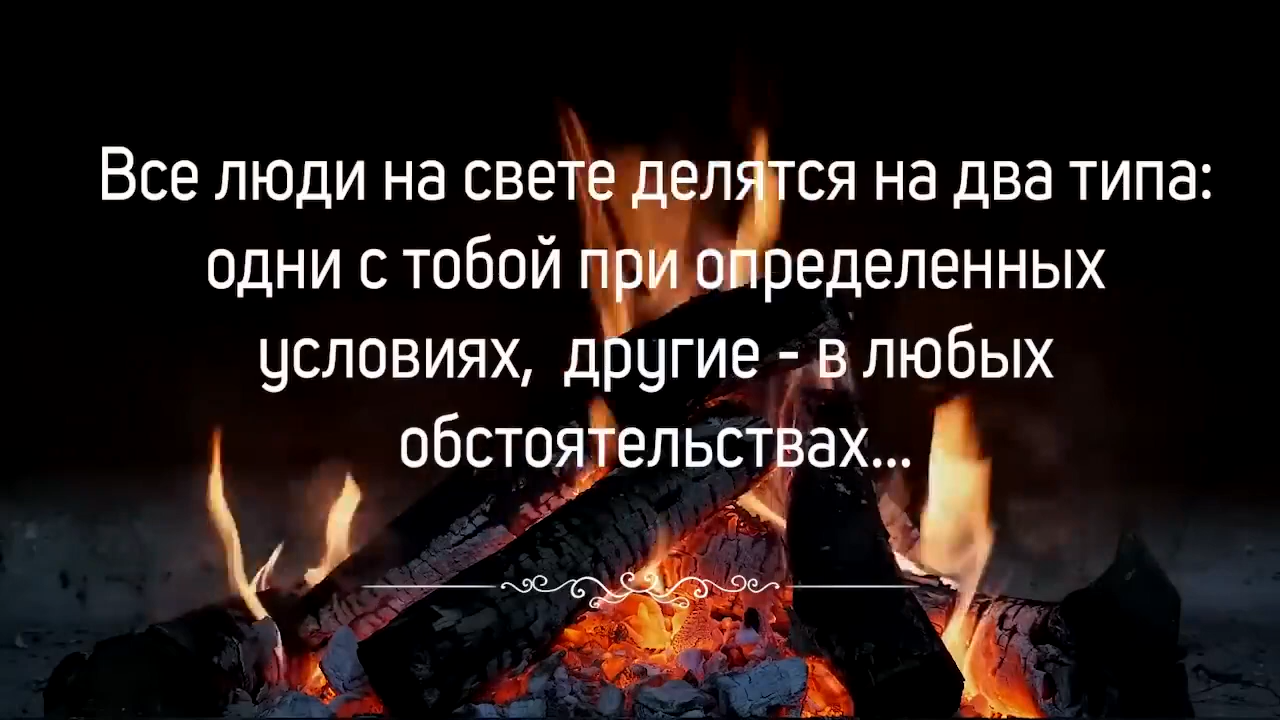 Все люди на свете делятся на два типа:
одни с тобой при определенных
условиях, другие - в любых
обстоятельствах...